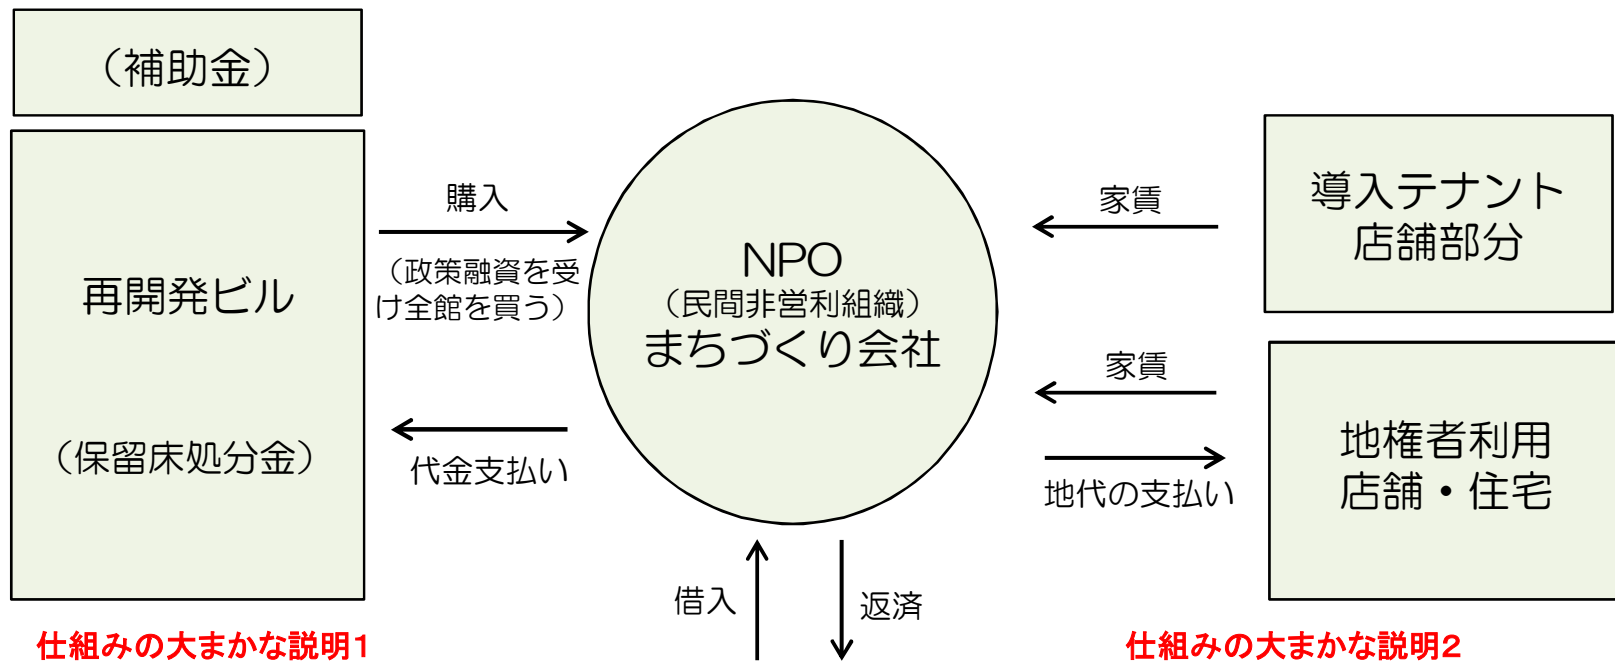 （補助金）
再開発ビル
（保留床処分金）
購入
（政策融資を受
け全館を買う）
代金支払い
NPO
（民間非営利組織）
まちづくり会社
借入
返済
家賃
導入テナント
店舗部分
家賃
地代の支払い
地権者利用
店舗・住宅
仕組みの大まかな説明1
仕組みの大まかな説明2